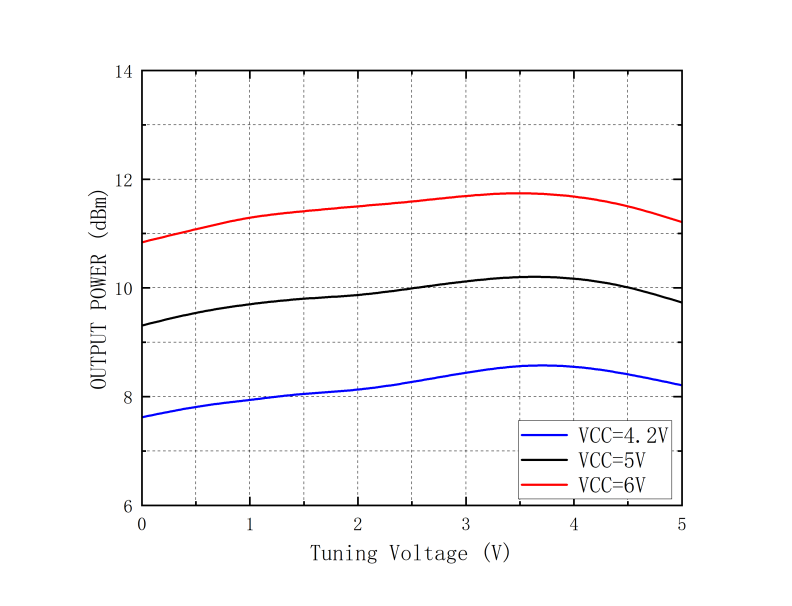 14
12
10
8
6
OUTPUT POWER (dBm)
VCC=4.2V
VCC=5V
VCC=6V
0 1 2 3 4 5
Tuning Voltage (V)